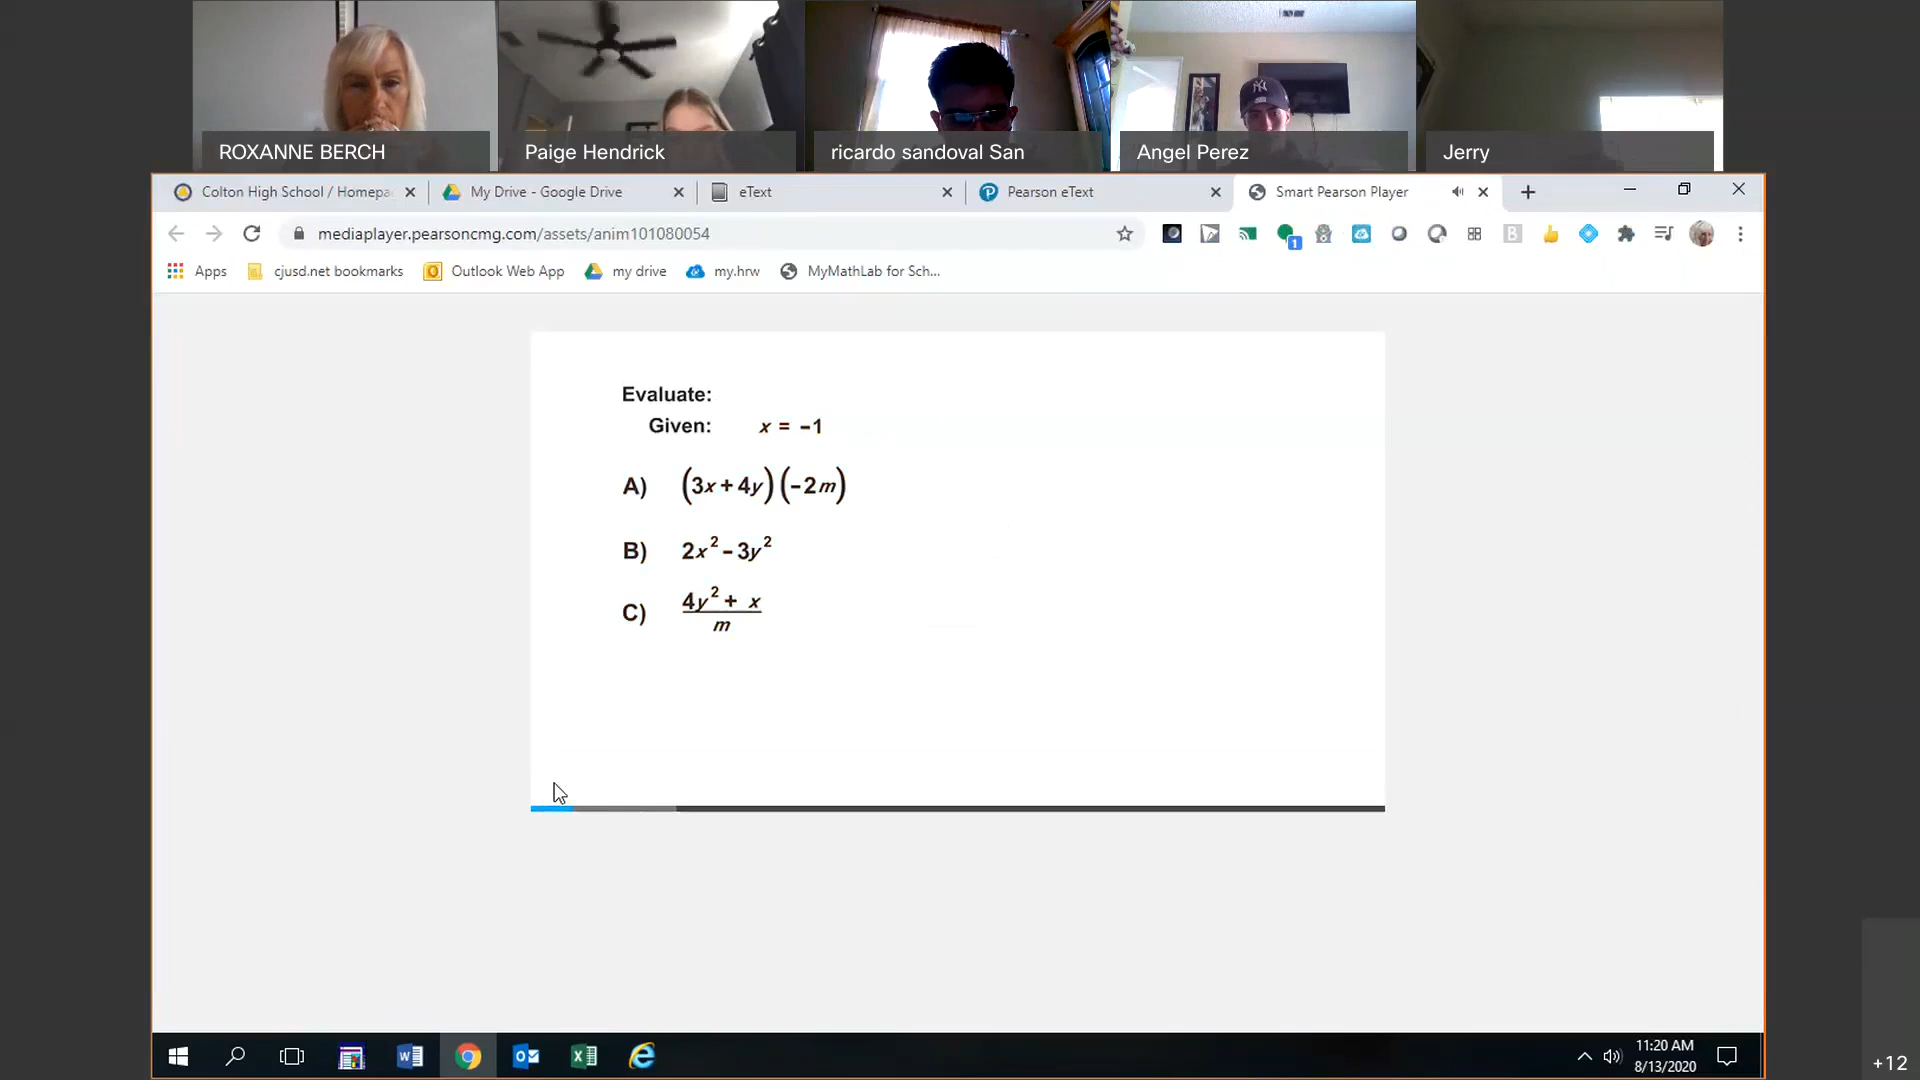 ROXANNE BERCH
Paige Hendrick
ricardo sandoval San
Angel Perez
Jerry
Colton High School / Homepa
My Drive - Google Drive
eText
Pearson eText
Smart Pearson Player
mediaplayer.pearsoncmg.com/assets/anim101080054
1
B
Apps
cjusd.net bookmarks
Outlook Web App
my drive
my.hrw
MyMathLab for Sch...
Evaluate:
Given: x = -1
A) (3x+4y)(-2m)
B) 2x²-3y²
C) 4y²+ x
m
11:20 AM
8/13/2020
+12